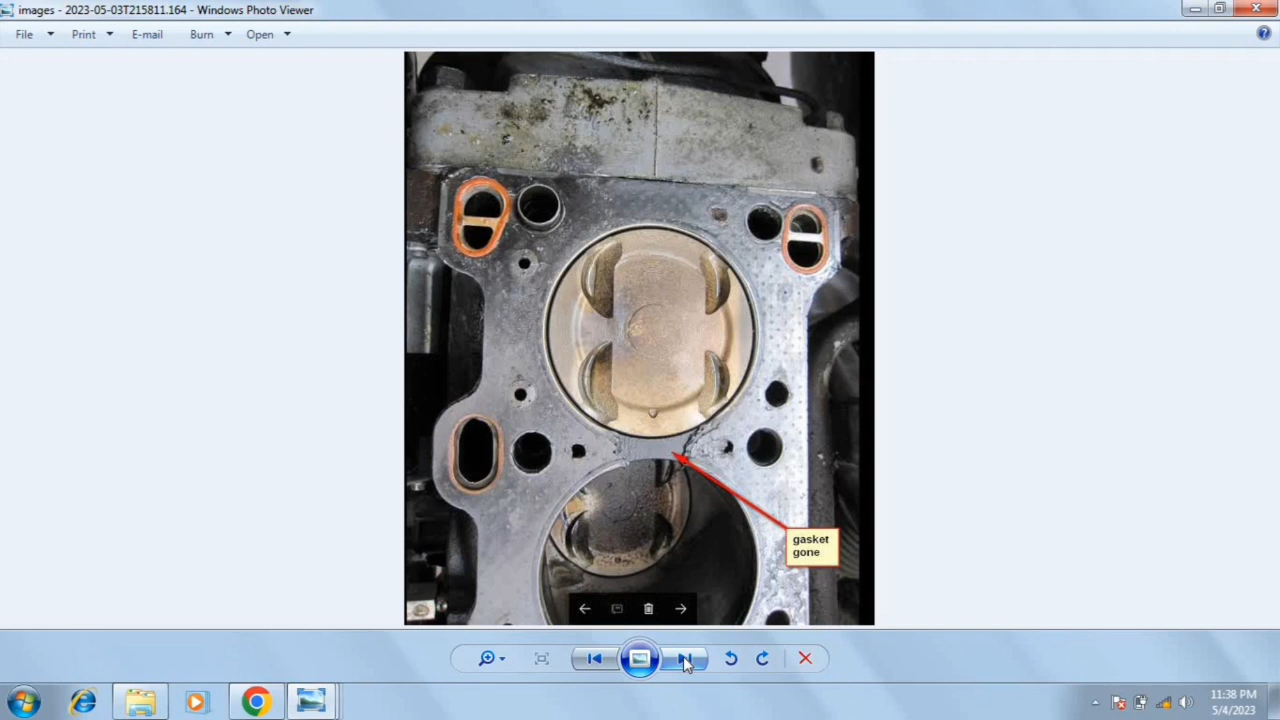 images - 2023-05-03T215811.164 - Windows Photo Viewer
File Print E-mail Burn Open
gasket
gone
11:38 PM
5/4/2023